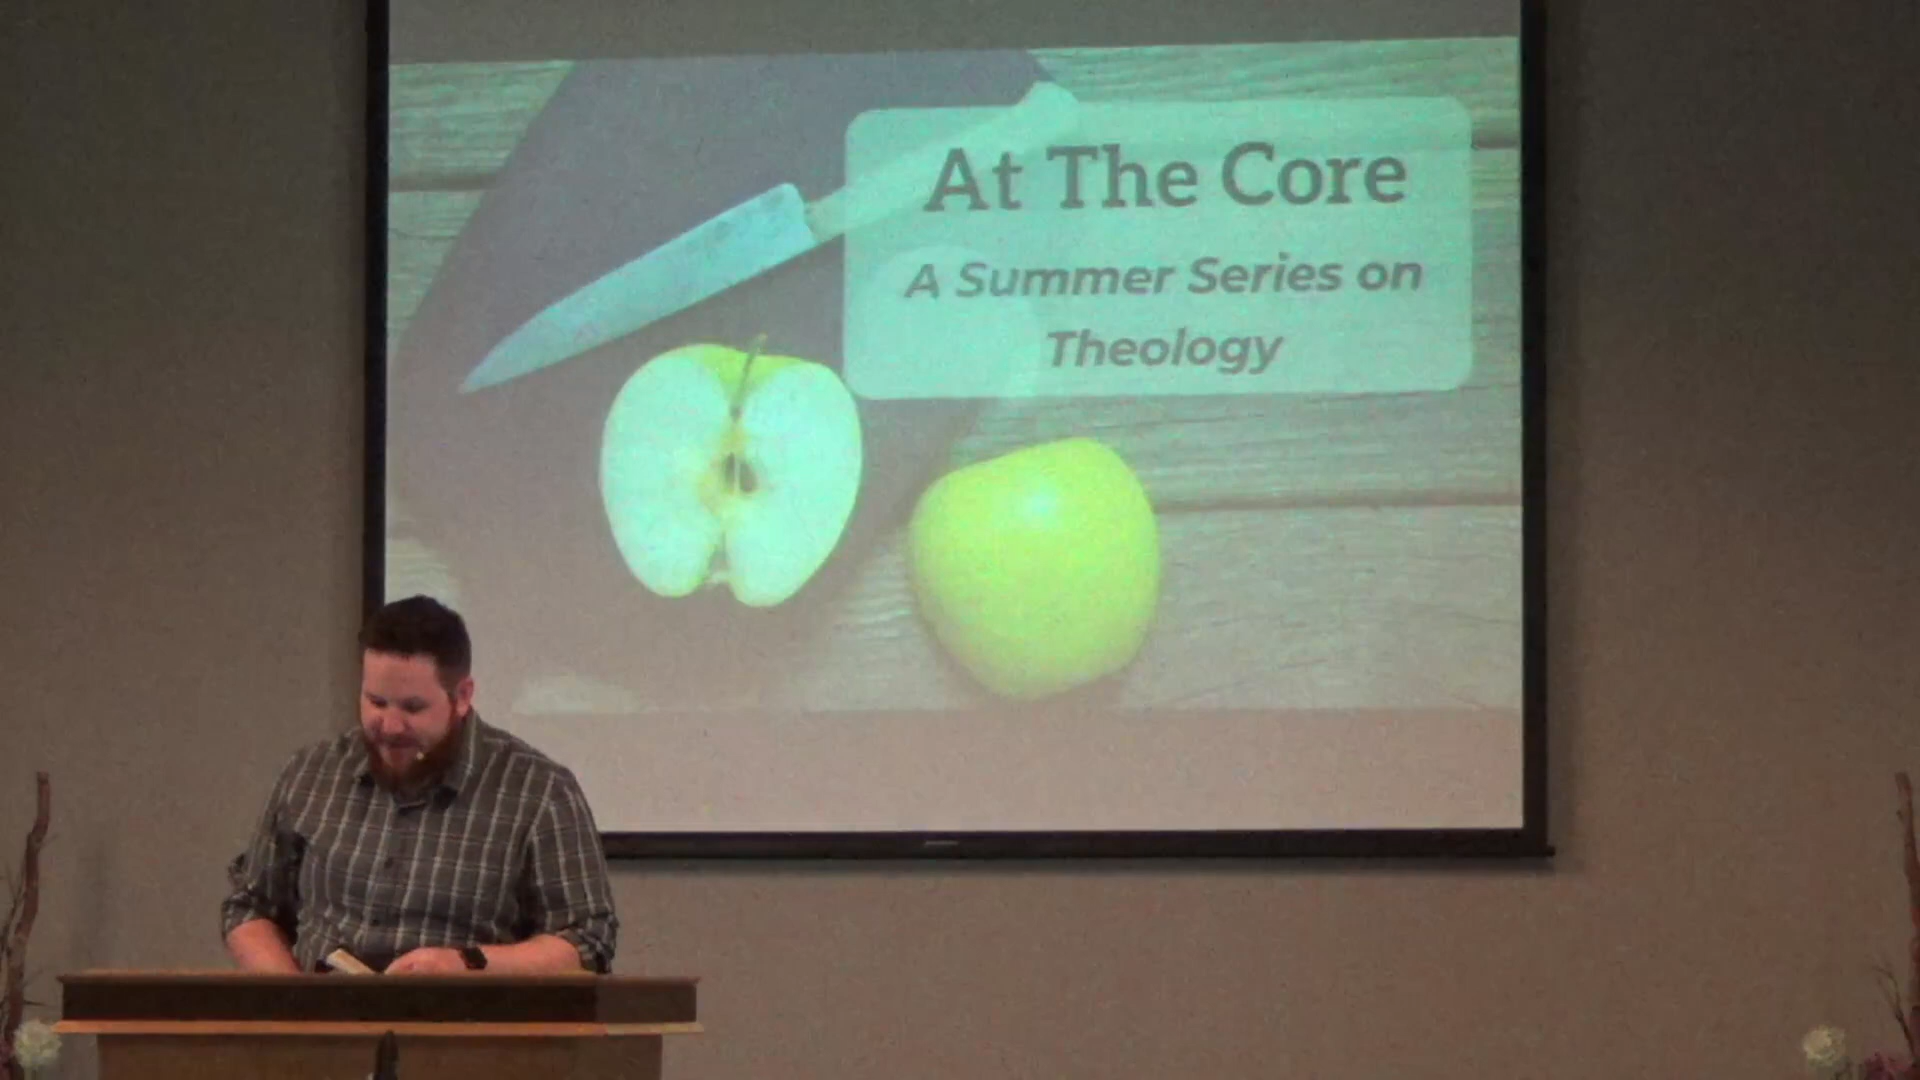 At The Core
A Summer Series on
Theology